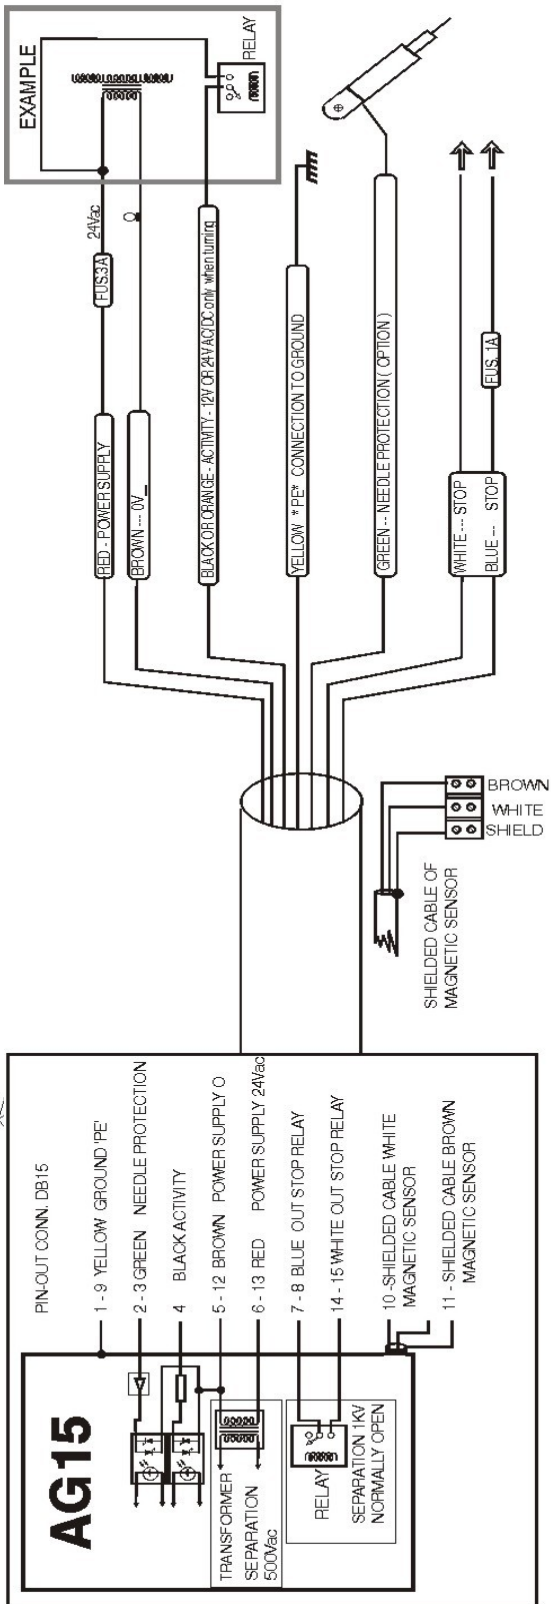 EXAMPLE
RELAY
24Vac
0
FUS.3A
RED - POWER SUPPLY
BROWN --- 0V_
BLACK OR ORANGE - ACTIVITY - 12V OR 24V AC/DC only when turning
YELLOW *PE* CONNECTION TO GROUND
GREEN -- NEEDLE PROTECTION ( OPTION )
FUS. 1A
WHITE --- STOP
BLUE --- STOP
BROWN
WHITE
SHIELD
SHIELDED CABLE OF
MAGNETIC SENSOR
PIN-OUT CONN. DB15
1 - 9 YELLOW GROUND 'PE'
2 - 3 GREEN NEEDLE PROTECTION
4 BLACK ACTIVITY
5 - 12 BROWN POWER SUPPLY O
6 - 13 RED POWER SUPPLY 24Vac
7 - 8 BLUE OUT STOP RELAY
14 - 15 WHITE OUT STOP RELAY
10 -SHIELDED CABLE WHITE
MAGNETIC SENSOR
11 - SHIELDED CABLE BROWN
MAGNETIC SENSOR
AG15
TRANSFORMER
SEPARATION
500Vac
RELAY
SEPARATION 1KV
NORMALLY OPEN